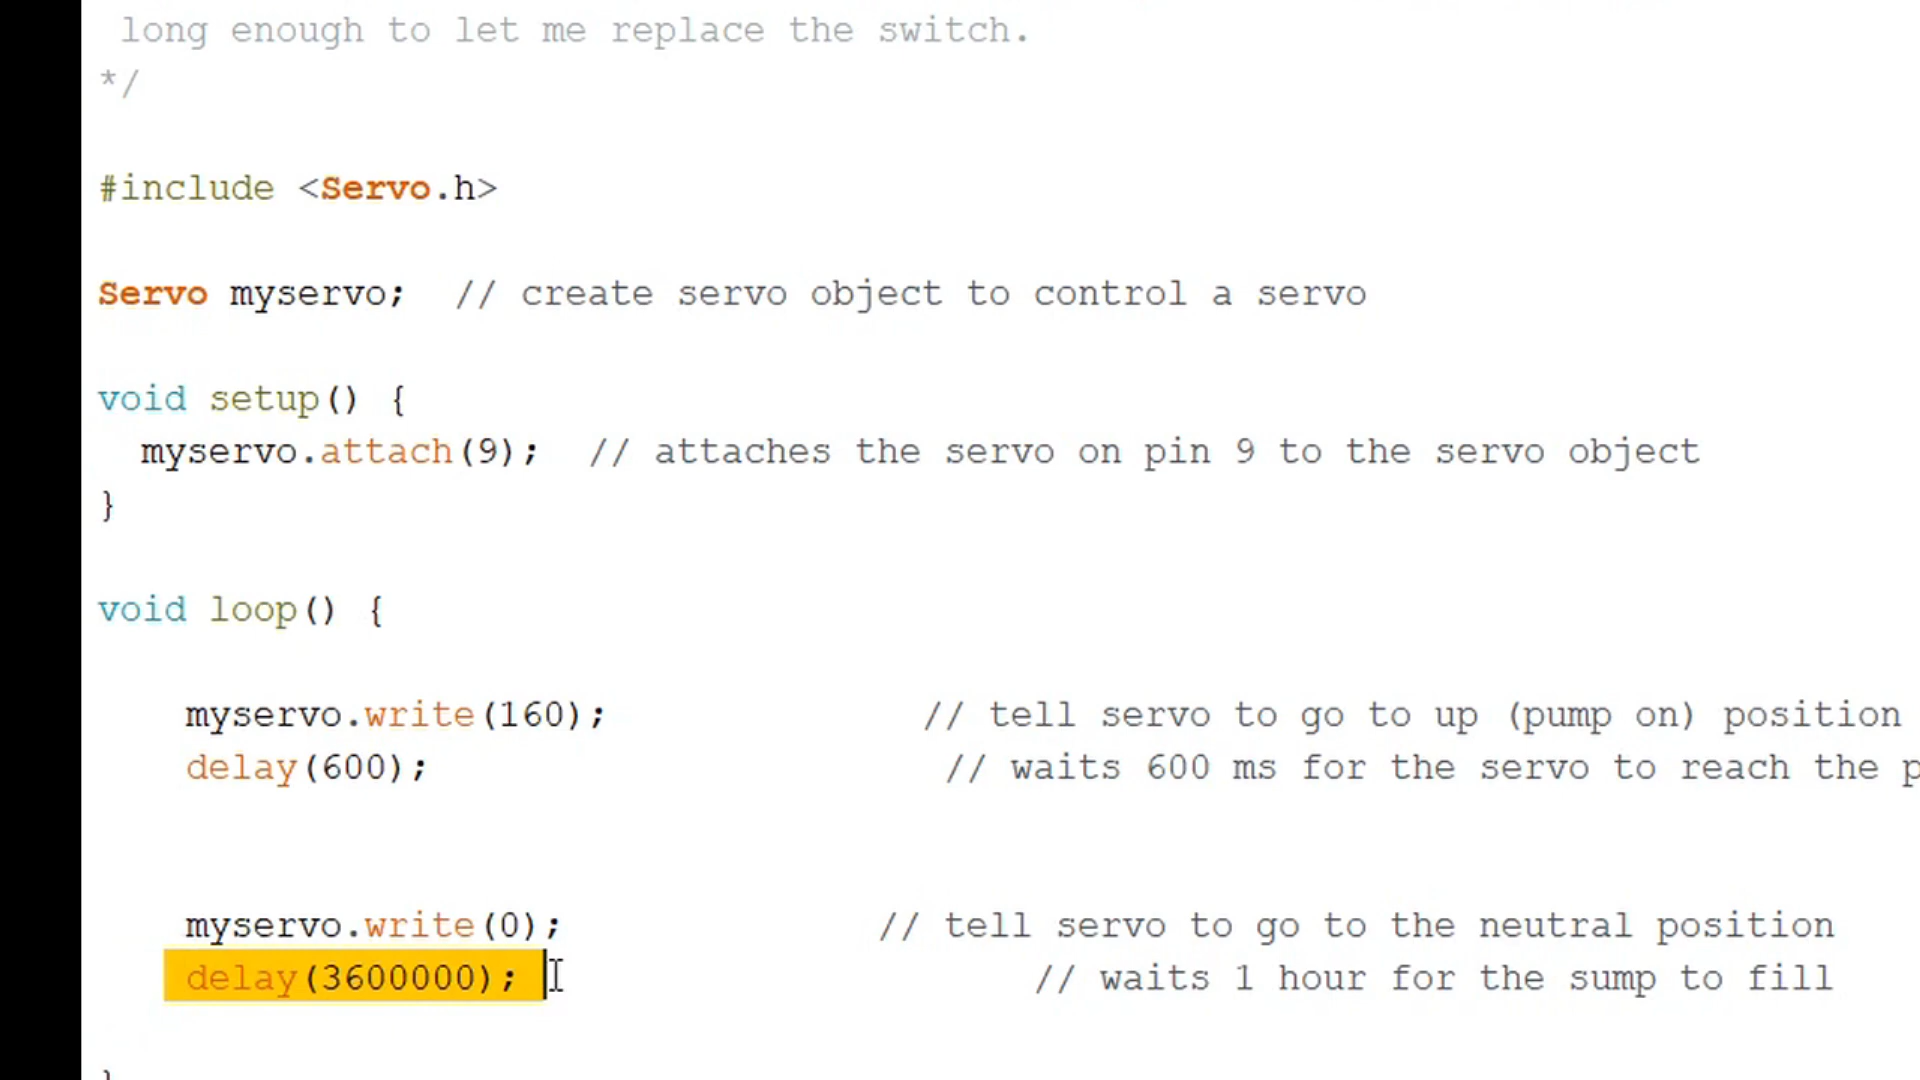 long enough to let me replace the switch.
*/
#include <Servo.h>
Servo myservo;  // create servo object to control a servo
void setup() {
myservo.attach(9);  // attaches the servo on pin 9 to the servo object
}
void loop() {
myservo.write(160);  // tell servo to go to up (pump on) position
delay(600);  // waits 600 ms for the servo to reach the p
myservo.write(0);  // tell servo to go to the neutral position
delay(3600000);  // waits 1 hour for the sump to fill
}